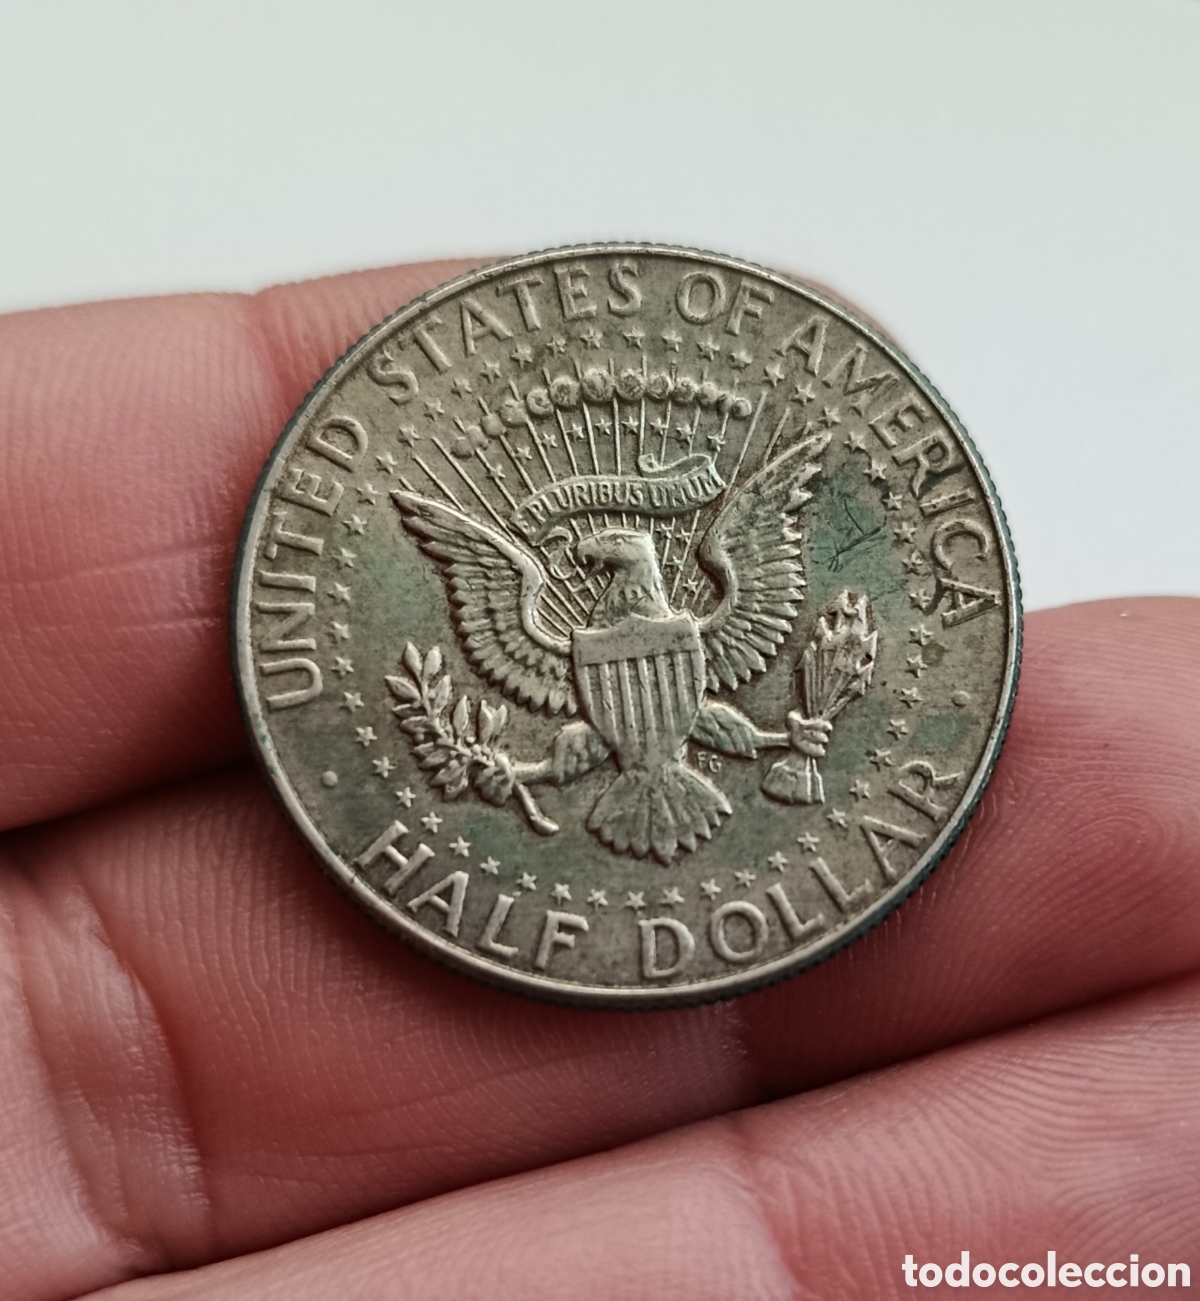 UNITED STATES OF AMERICA
E PLURIBUS UNUM
FG
HALF DOLLAR
todocoleccion